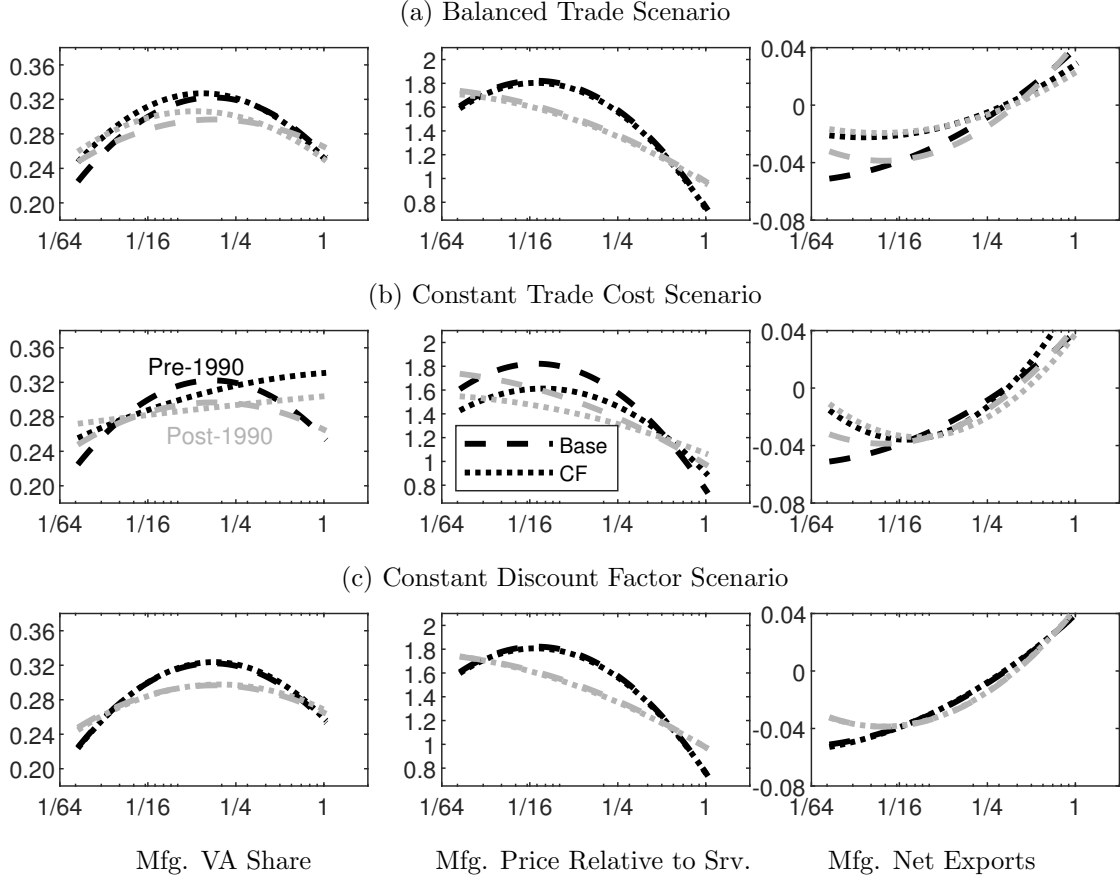 (a) Balanced Trade Scenario
0.36
0.32
0.28
0.24
0.20
1/64 1/16 1/4 1
2
1.8
1.6
1.4
1.2
1
0.8
1/64 1/16 1/4 1
0.04
0
-0.04
-0.08
1/64 1/16 1/4 1
(b) Constant Trade Cost Scenario
0.36
0.32
0.28
0.24
0.20
Pre-1990
Post-1990
1/64 1/16 1/4 1
2
1.8
1.6
1.4
1.2
1
0.8
Base
CF
1/64 1/16 1/4 1
0.04
0
-0.04
-0.08
1/64 1/16 1/4 1
(c) Constant Discount Factor Scenario
0.36
0.32
0.28
0.24
0.20
1/64 1/16 1/4 1
2
1.8
1.6
1.4
1.2
1
0.8
1/64 1/16 1/4 1
0.04
0
-0.04
-0.08
1/64 1/16 1/4 1
Mfg. VA Share Mfg. Price Relative to Srv. Mfg. Net Exports